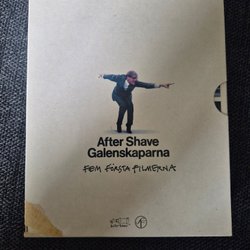 After Shave
Galenskaparna
FEM FÖRSTA FILMERNA